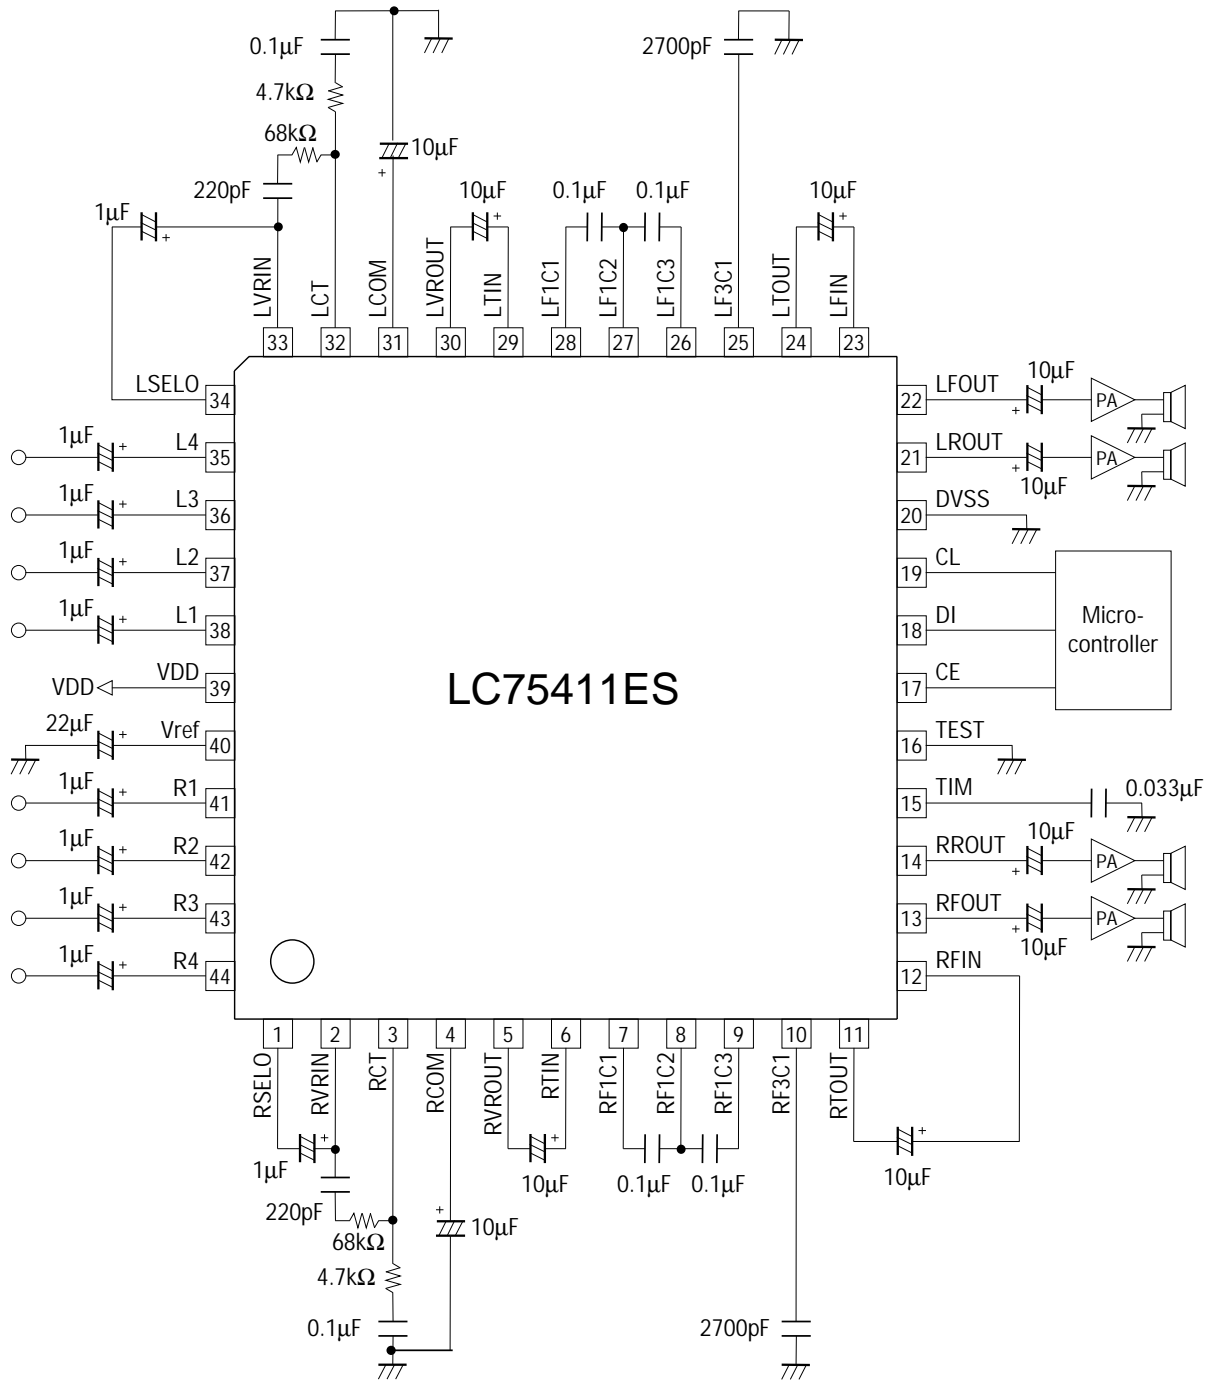 0.1μF
2700pF
4.7kΩ
68kΩ
10μF
220pF
1μF
10μF
0.1μF
0.1μF
10μF
LVRIN
LCT
LCOM
LVROUT
LTIN
LF1C1
LF1C2
LF1C3
LF3C1
LTOUT
LFIN
33
32
31
30
29
28
27
26
25
24
23
+
+
+
+
LSELO
34
22
LFOUT
10μF
+
PA
1μF
+
L4
35
21
LROUT
+
10μF
PA
1μF
+
L3
36
20
DVSS
1μF
+
L2
37
19
CL
1μF
+
L1
38
18
DI
Micro-
controller
VDD
VDD
39
17
CE
LC75411ES
22μF
+
Vref
40
16
TEST
1μF
+
R1
41
15
TIM
0.033μF
1μF
+
R2
42
14
RROUT
10μF
+
PA
1μF
+
R3
43
13
RFOUT
+
10μF
PA
1μF
+
R4
44
12
RFIN
1
2
3
4
5
6
7
8
9
10
11
RSELO
RVRIN
RCT
RCOM
RVROUT
RTIN
RF1C1
RF1C2
RF1C3
RF3C1
RTOUT
+
+
+
1μF
10μF
0.1μF
0.1μF
10μF
220pF
68kΩ
+
10μF
4.7kΩ
0.1μF
2700pF